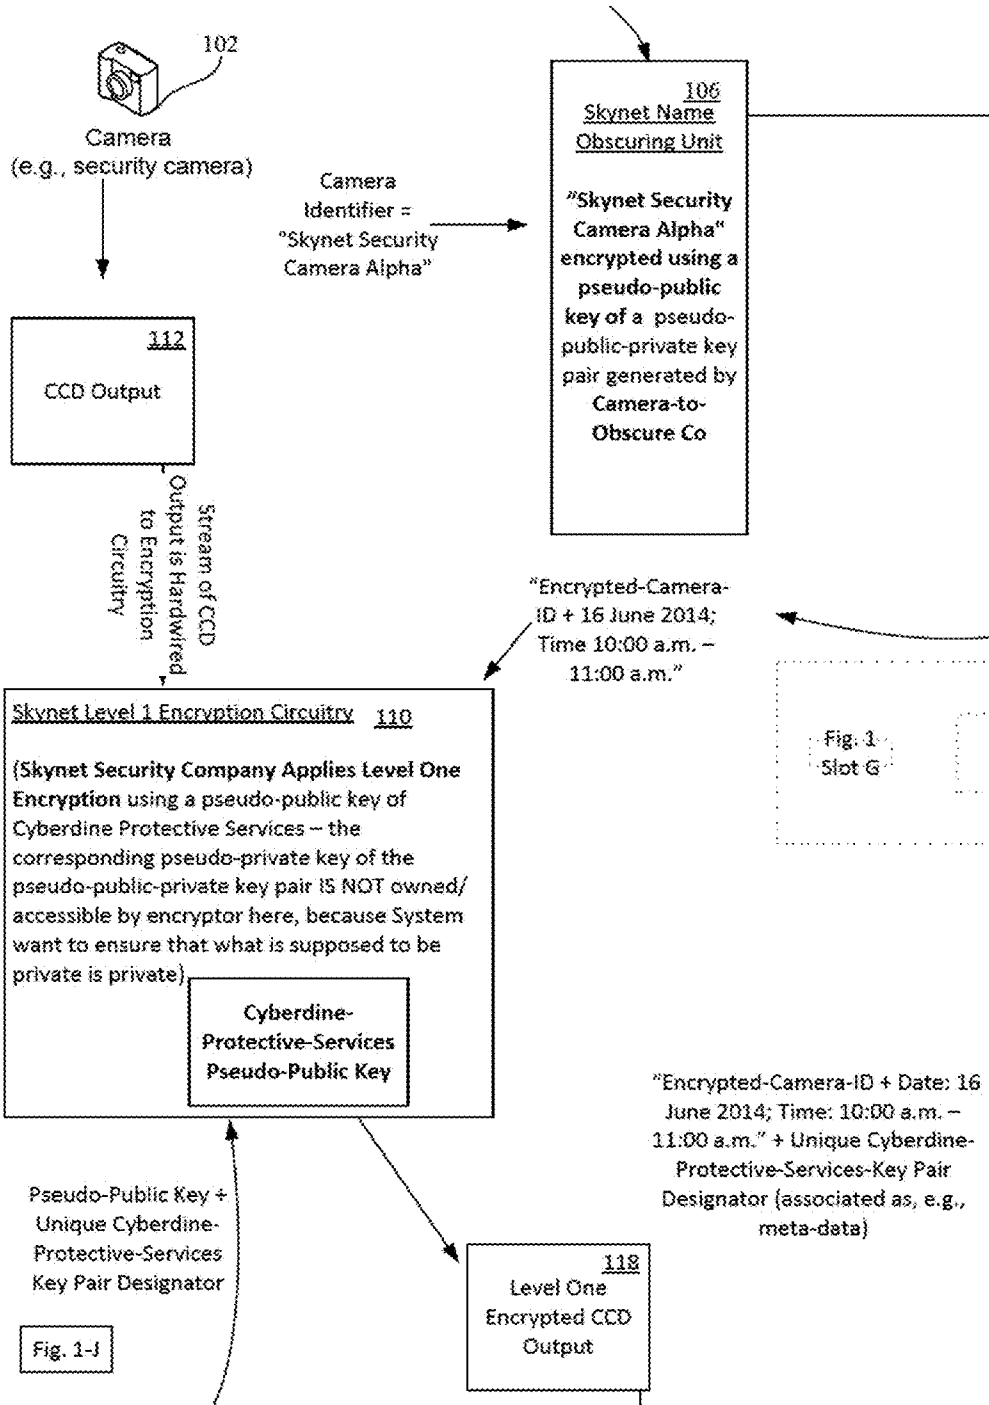 102
Camera
(e.g., security camera)
Camera
Identifier =
"Skynet Security
Camera Alpha"
106
Skynet Name
Obscuring Unit
"Skynet Security
Camera Alpha"
encrypted using a
pseudo-public
key of a pseudo-
public-private key
pair generated by
Camera-to-
Obscure Co
112
CCD Output
Stream of CCD
Output is Hardwired
to Encryption
Circuitry
"Encrypted-Camera-
ID + 16 June 2014;
Time 10:00 a.m. –
11:00 a.m."
Fig. 1
Slot G
Skynet Level 1 Encryption Circuitry 110
(Skynet Security Company Applies Level One
Encryption using a pseudo-public key of
Cyberdine Protective Services – the
corresponding pseudo-private key of the
pseudo-public-private key pair IS NOT owned/
accessible by encryptor here, because System
want to ensure that what is supposed to be
private is private)
Cyberdine-
Protective-Services
Pseudo-Public Key
"Encrypted-Camera-ID + Date: 16
June 2014; Time: 10:00 a.m. –
11:00 a.m." + Unique Cyberdine-
Protective-Services-Key Pair
Designator (associated as, e.g.,
meta-data)
Pseudo-Public Key +
Unique Cyberdine-
Protective-Services
Key Pair Designator
118
Level One
Encrypted CCD
Output
Fig. 1-J